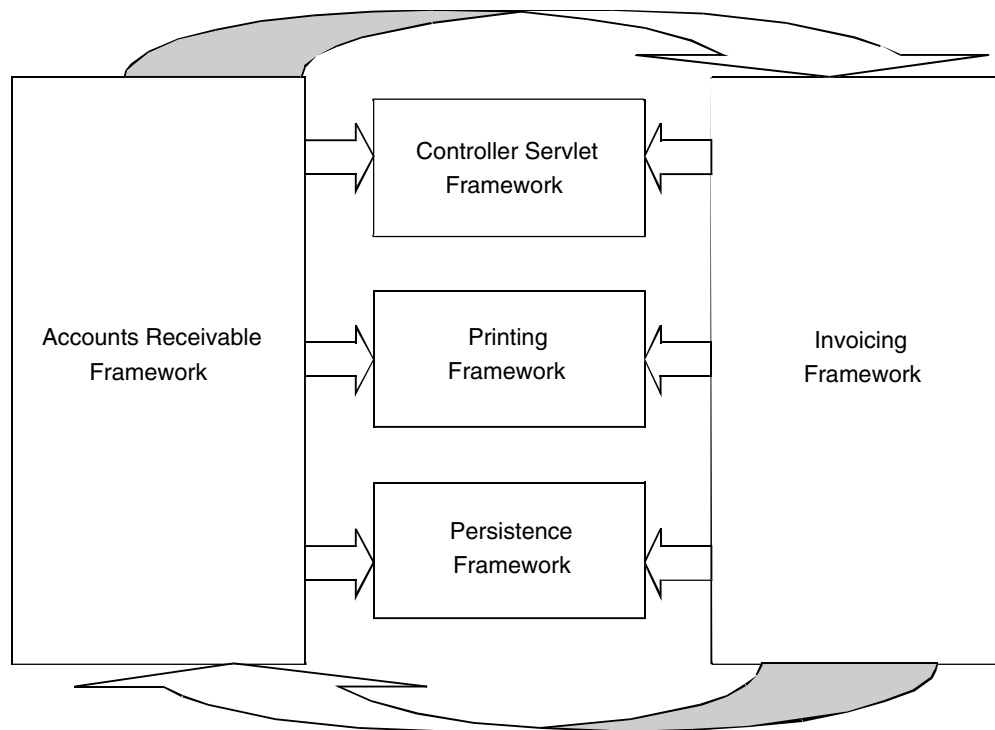 Accounts Receivable
Framework
Controller Servlet
Framework
Printing
Framework
Persistence
Framework
Invoicing
Framework